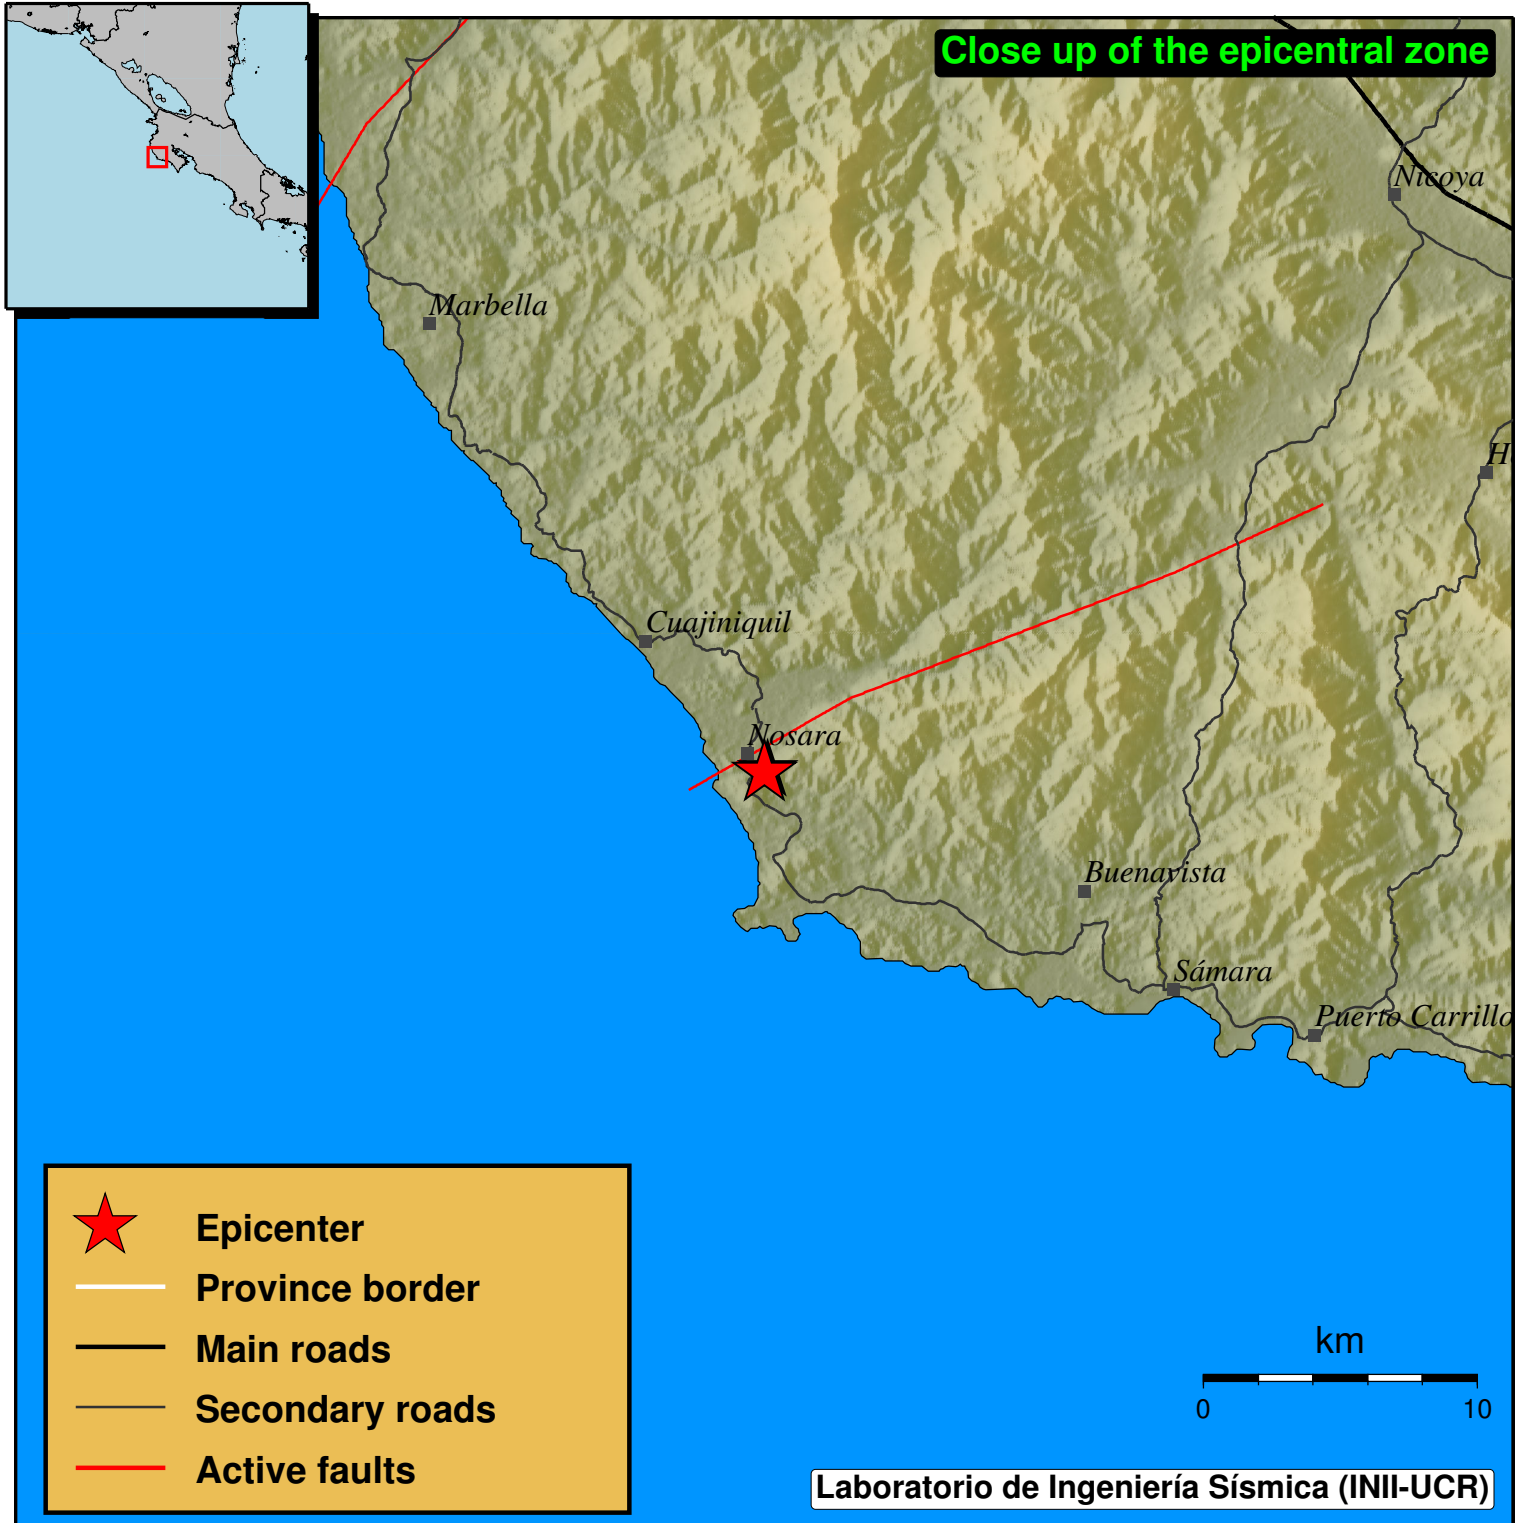 Close up of the epicentral zone
Nicoya
Marbella
H
Cuajiniquil
Nosara
Buenavista
Sámara
Puerto Carrillo
Epicenter
Province border
Main roads
Secondary roads
Active faults
km
0 10
Laboratorio de Ingeniería Sísmica (INII-UCR)